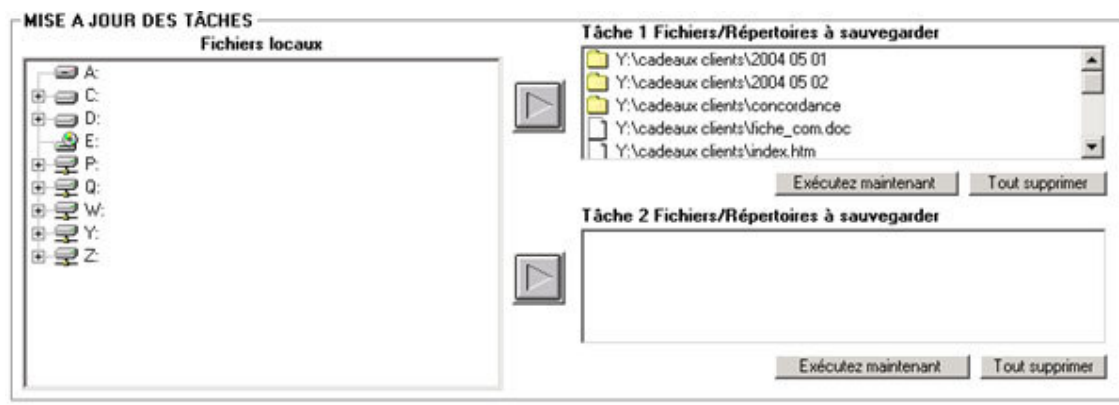 MISE A JOUR DES TÂCHES
Fichiers locaux
A:
C:
D:
E:
P:
Q:
W:
Y:
Z:
Tâche 1 Fichiers/Répertoires à sauvegarder
Y:\cadeaux clients\2004 05 01
Y:\cadeaux clients\2004 05 02
Y:\cadeaux clients\concordance
Y:\cadeaux clients\fiche_com.doc
Y:\cadeaux clients\index.htm
Exécutez maintenant Tout supprimer
Tâche 2 Fichiers/Répertoires à sauvegarder
Exécutez maintenant Tout supprimer